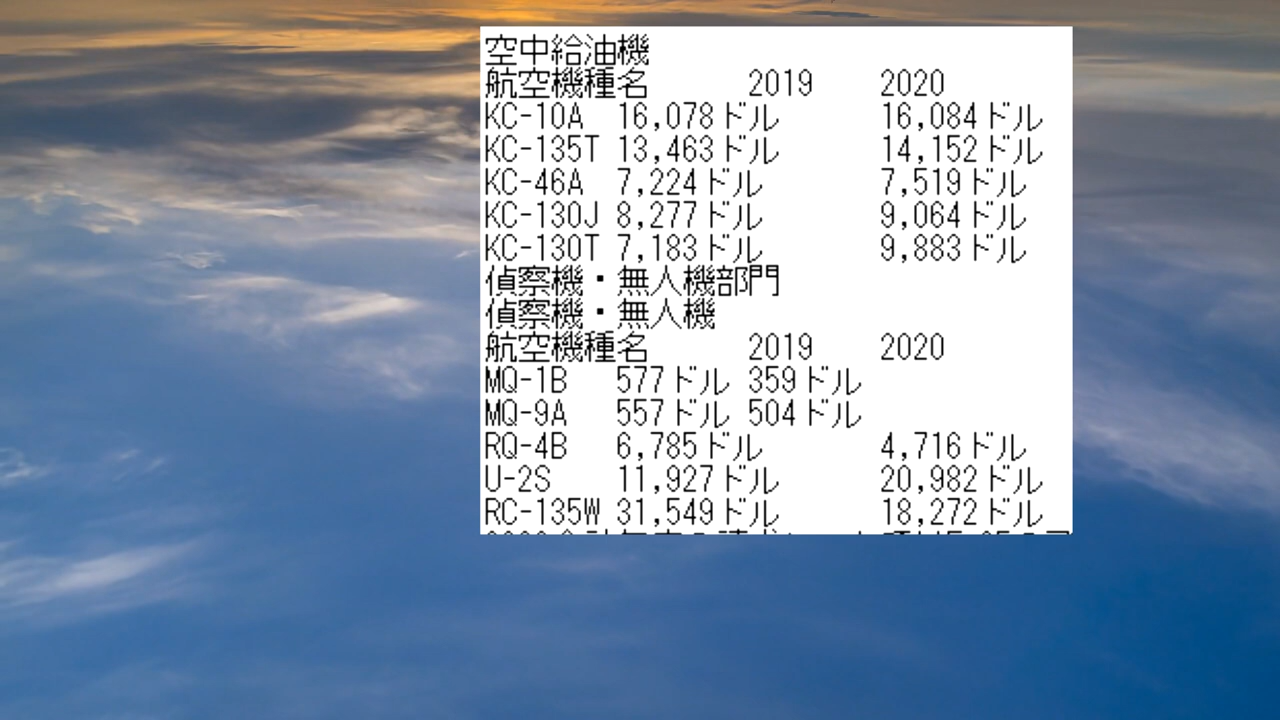 空中給油機
航空機種名 2019 2020
KC-10A 16,078ドル 16,084ドル
KC-135T 13,463ドル 14,152ドル
KC-46A 7,224ドル 7,519ドル
KC-130J 8,277ドル 9,064ドル
KC-130T 7,183ドル 9,883ドル
偵察機・無人機部門
偵察機・無人機
航空機種名 2019 2020
MQ-1B 577ドル 359ドル
MQ-9A 557ドル 504ドル
RQ-4B 6,785ドル 4,716ドル
U-2S 11,927ドル 20,982ドル
RC-135W 31,549ドル 18,272ドル